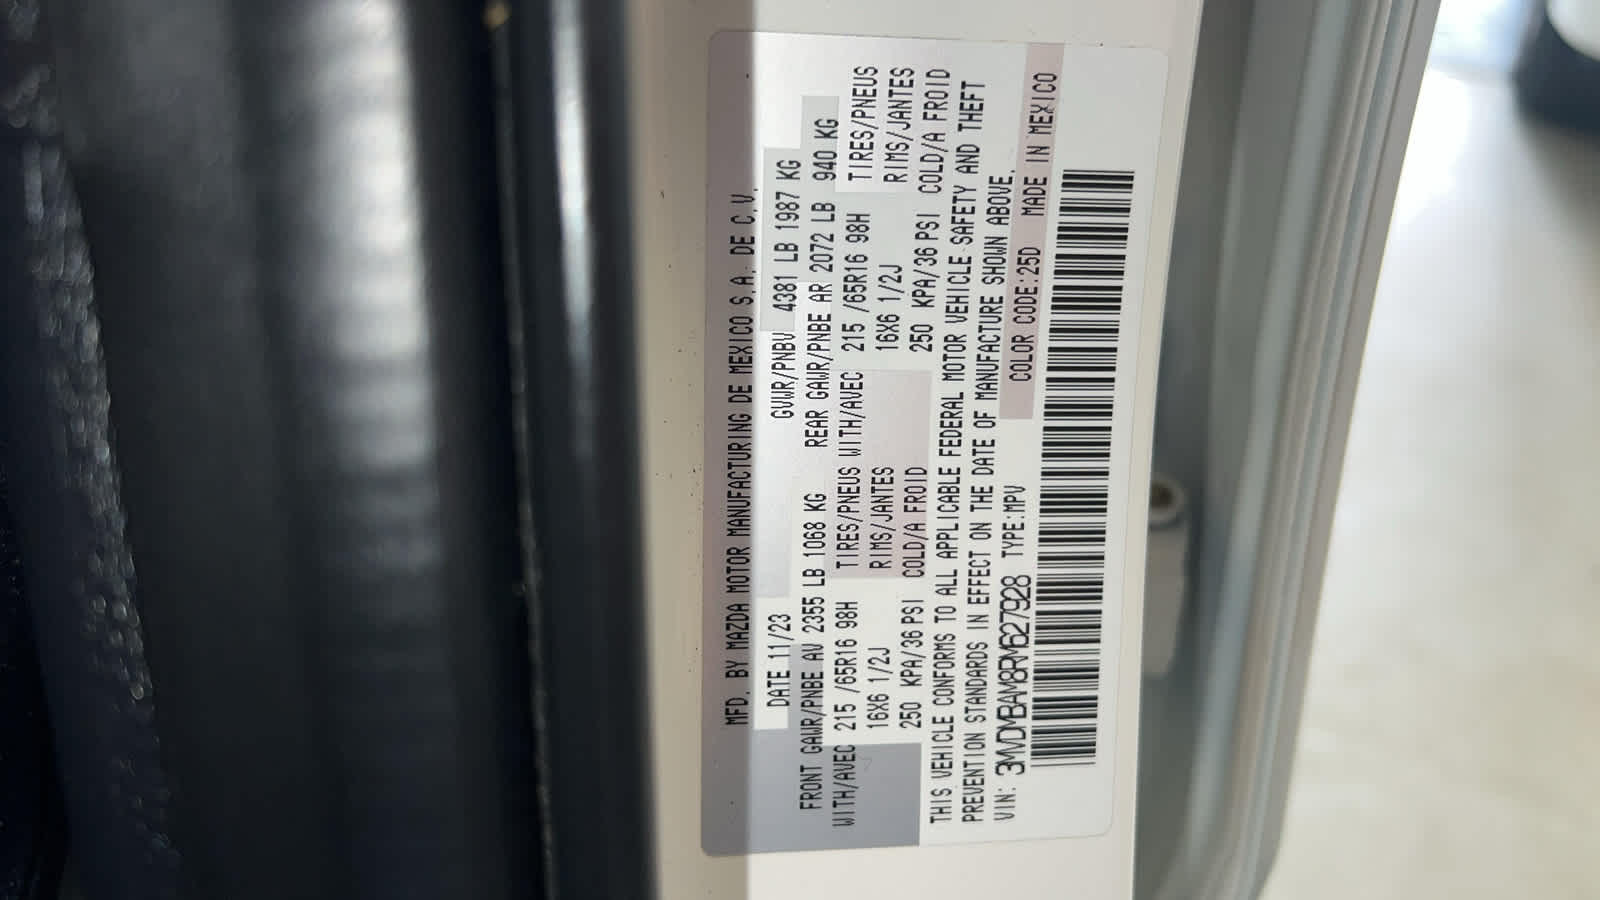 MFD. BY MAZDA MOTOR MANUFACTURING DE MEXICO S.A. DE C.V.
DATE 11/23 GVWR/PNBV 4381 LB 1987 KG
FRONT GAWR/PNBE AV 2355 LB 1068 KG REAR GAWR/PNBE AR 2072 LB 940 KG
WITH/AVEC 215 /65R16 98H TIRES/PNEUS WITH/AVEC 215 /65R16 98H TIRES/PNEUS
16X6 1/2J RIMS/JANTES 16X6 1/2J RIMS/JANTES
250 KPA/36 PSI COLD/A FROID 250 KPA/36 PSI COLD/A FROID
THIS VEHICLE CONFORMS TO ALL APPLICABLE FEDERAL MOTOR VEHICLE SAFETY AND THEFT
PREVENTION STANDARDS IN EFFECT ON THE DATE OF MANUFACTURE SHOWN ABOVE.
VIN: 3MVDMBAM8RM627928 TYPE:MPV COLOR CODE:25D MADE IN MEXICO